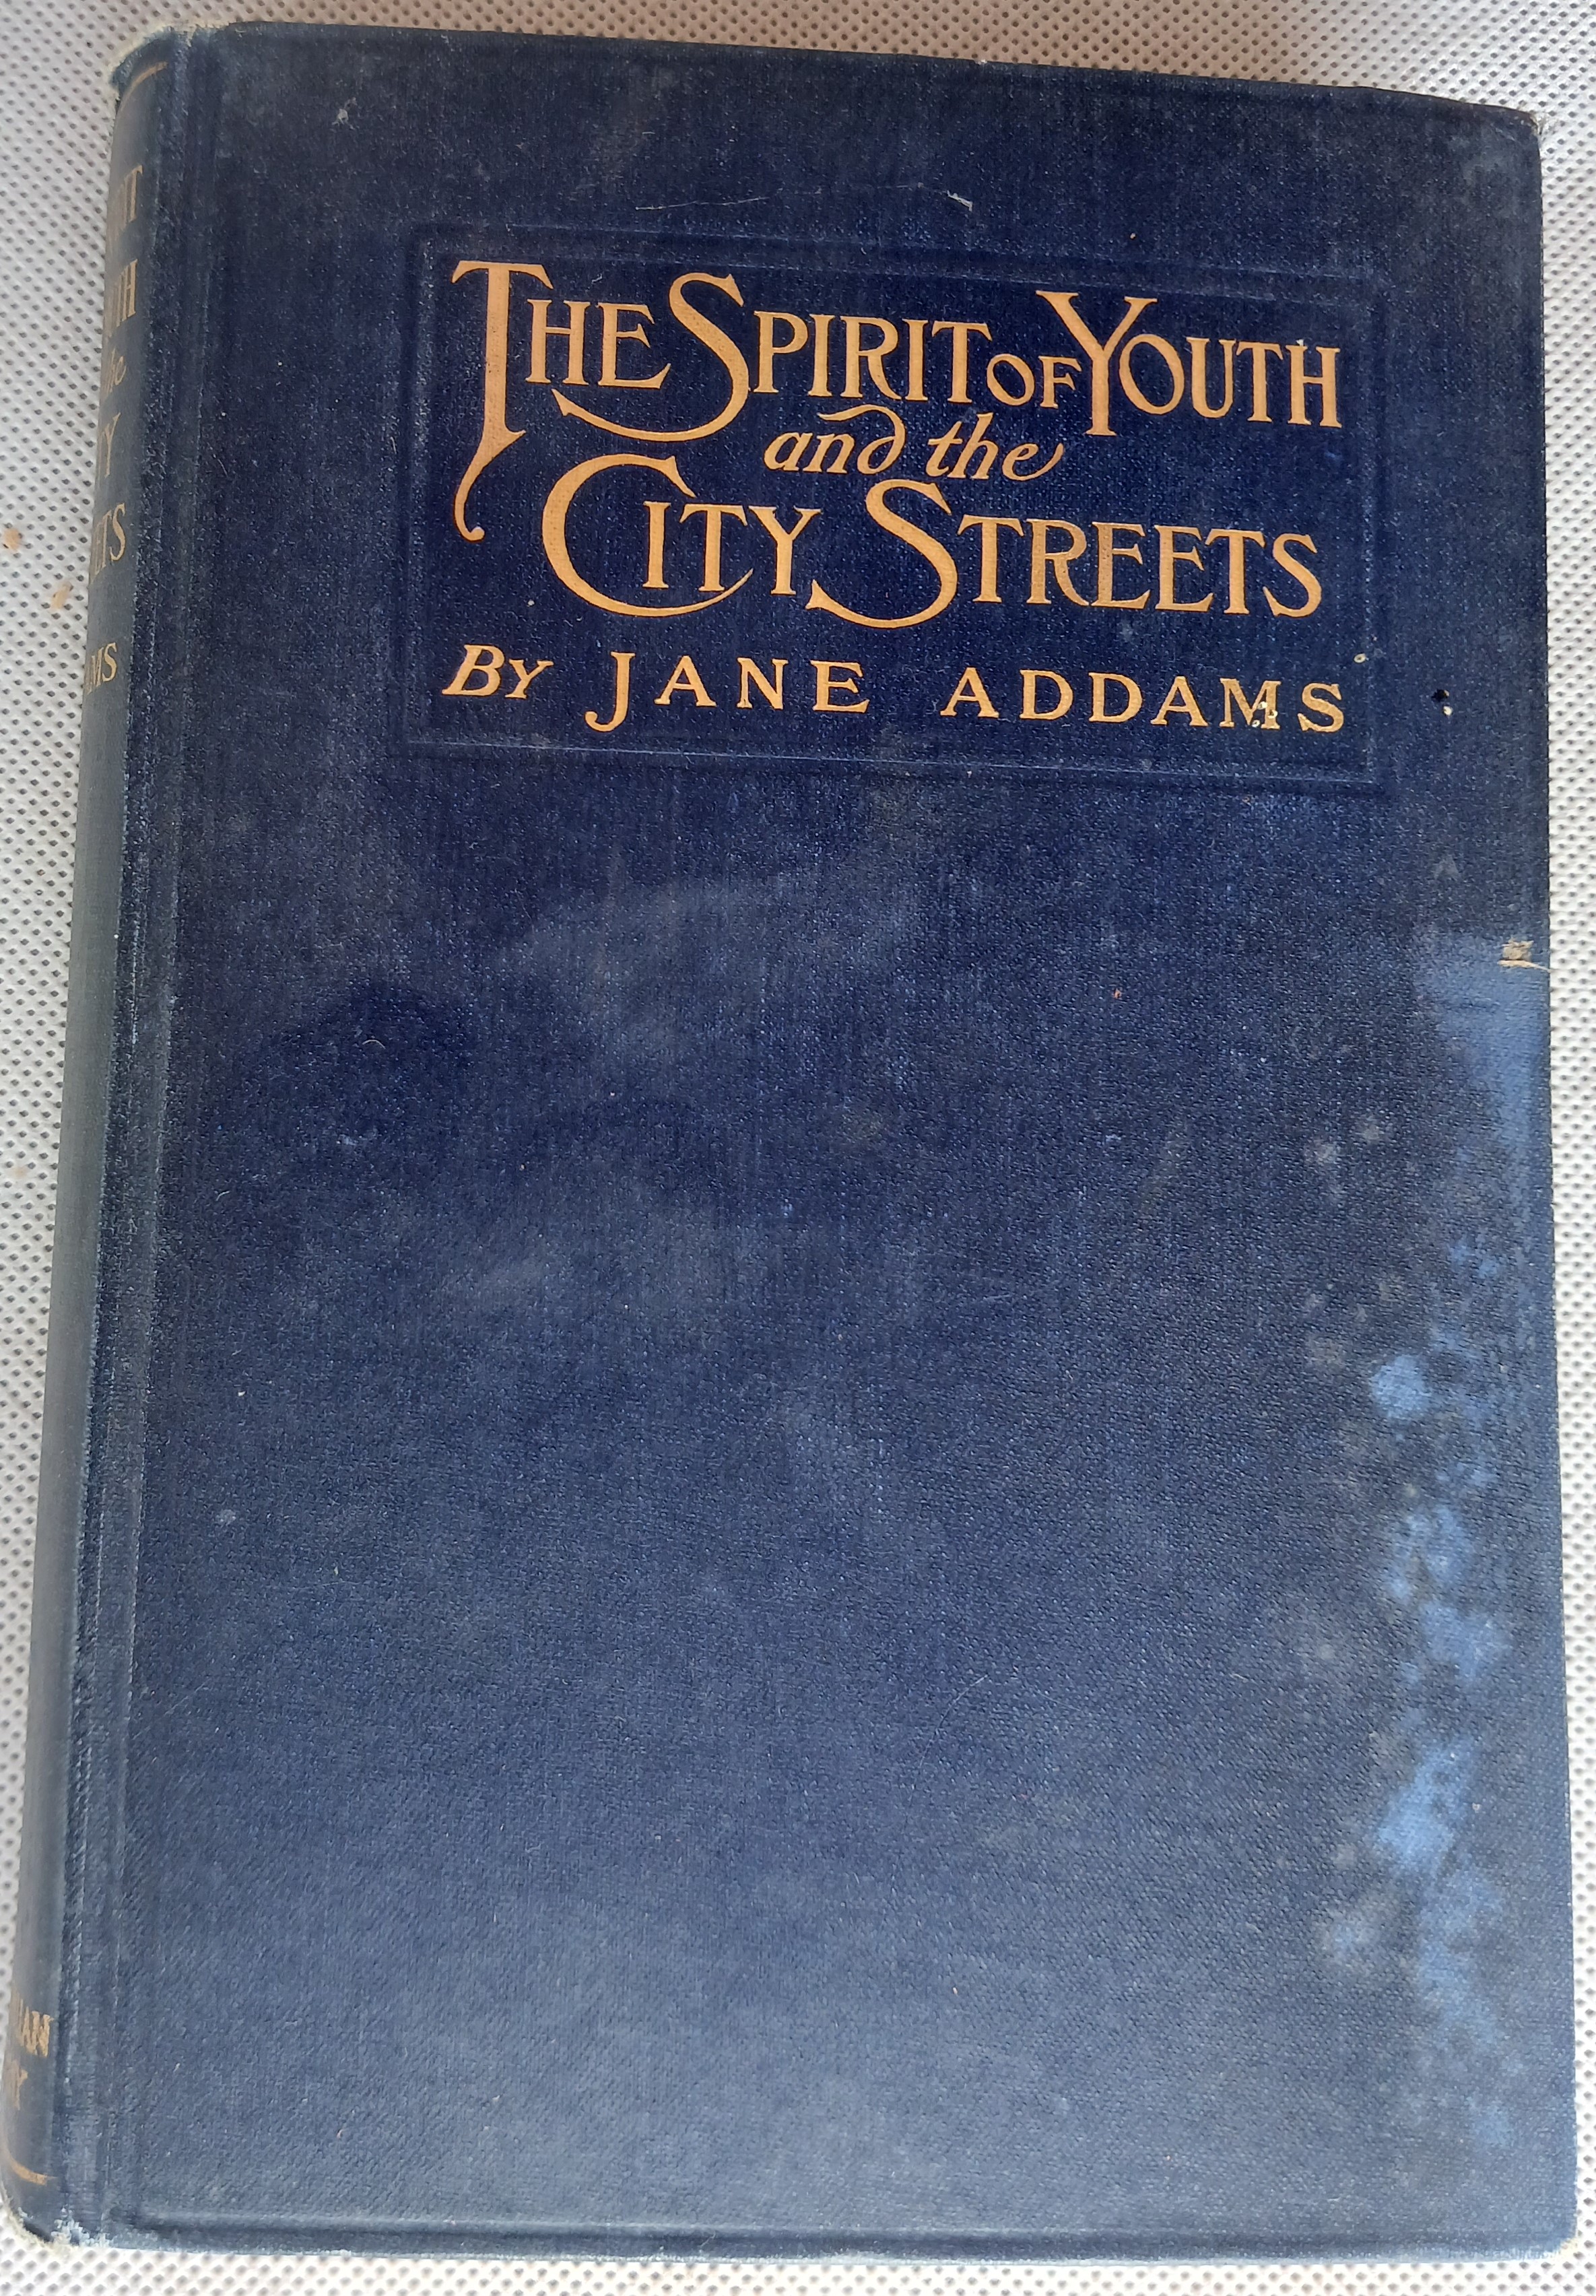 THE SPIRIT OF YOUTH
and the
CITY STREETS
BY JANE ADDAMS